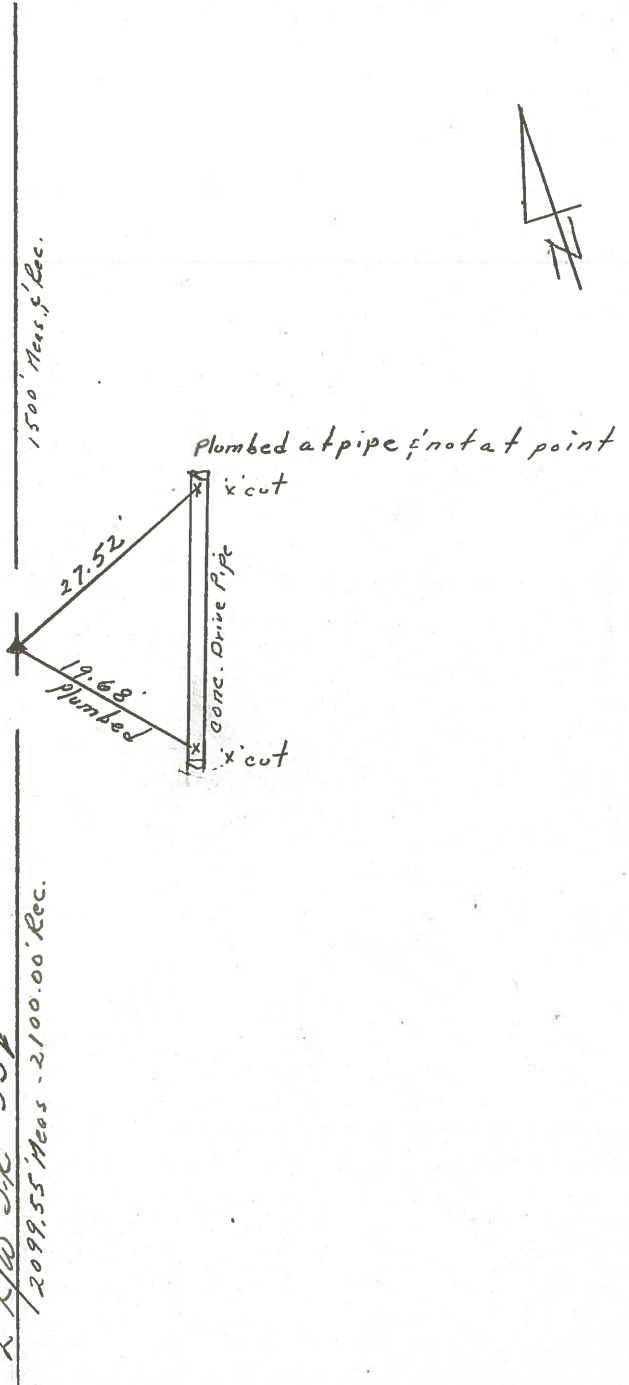 1500' Meas. & Rec.
N
Plumbed at pipe & not at point
'x' cut
27.52'
Conc. Drive Pipe
19.68'
Plumbed
'x' cut
2099.55' Meas - 2100.00' Rec.
R/W S.R.